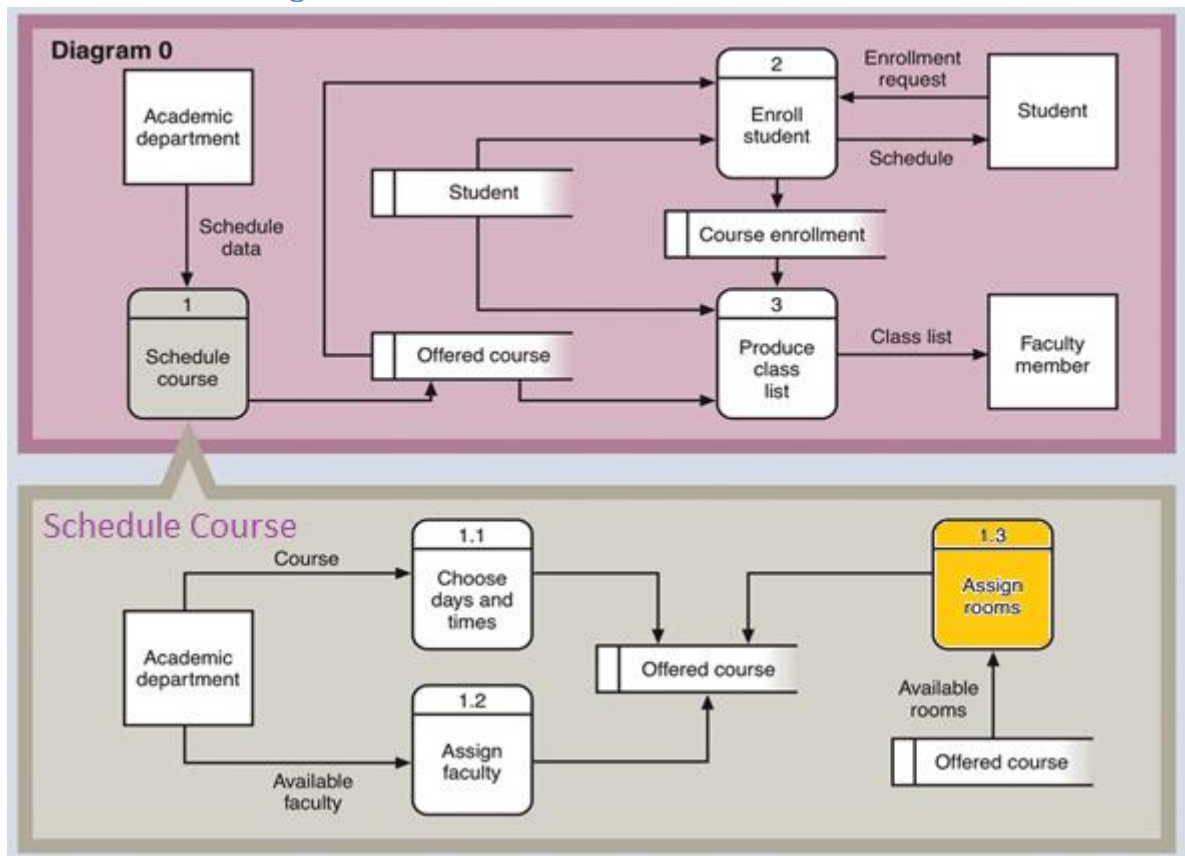 Diagram 0
Academic
department
Schedule
data
1
Schedule
course
Student
Offered course
2
Enroll
student
Enrollment
request
Schedule
Student
Course enrollment
3
Produce
class
list
Class list
Faculty
member
Schedule Course
Course
Academic
department
Available
faculty
1.1
Choose
days and
times
1.2
Assign
faculty
Offered course
1.3
Assign
rooms
Available
rooms
Offered course